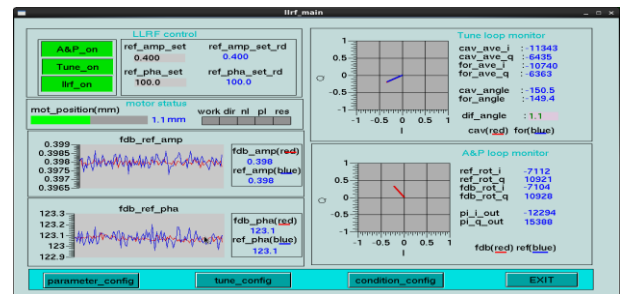 llrf_main
LLRF control
A&P_on
Tune_on
llrf_on
ref_amp_set
0.400
ref_pha_set
100.0
ref_amp_set_rd
0.400
ref_pha_set_rd
100.0
mot_position(mm)
motor status
1.1 mm
work dir nl pl res
fdb_ref_amp
0.399
0.3985
0.398
0.3975
0.397
0.3965
fdb_amp(red)
0.398
ref_amp(blue)
0.398
fdb_ref_pha
123.3
123.2
123.1
123
122.9
fdb_pha(red)
123.1
ref_pha(blue)
123.1
Tune loop monitor
1
0.5
0
-0.5
-1
-1 -0.5 0 0.5 1
Q
I
cav_ave_i :-11343
cav_ave_q :-6435
for_ave_i :-10740
for_ave_q :-6363
cav_angle :-150.5
for_angle :-149.4
dif_angle :1.1
cav(red) for(blue)
A&P loop monitor
1
0.5
0
-0.5
-1
-1 -0.5 0 0.5 1
Q
I
ref_rot_i -7112
ref_rot_q 10921
fdb_rot_i -7104
fdb_rot_q 10928
pi_i_out -12294
pi_q_out 15388
fdb(red) ref(blue)
parameter_config
tune_config
condition_config
EXIT